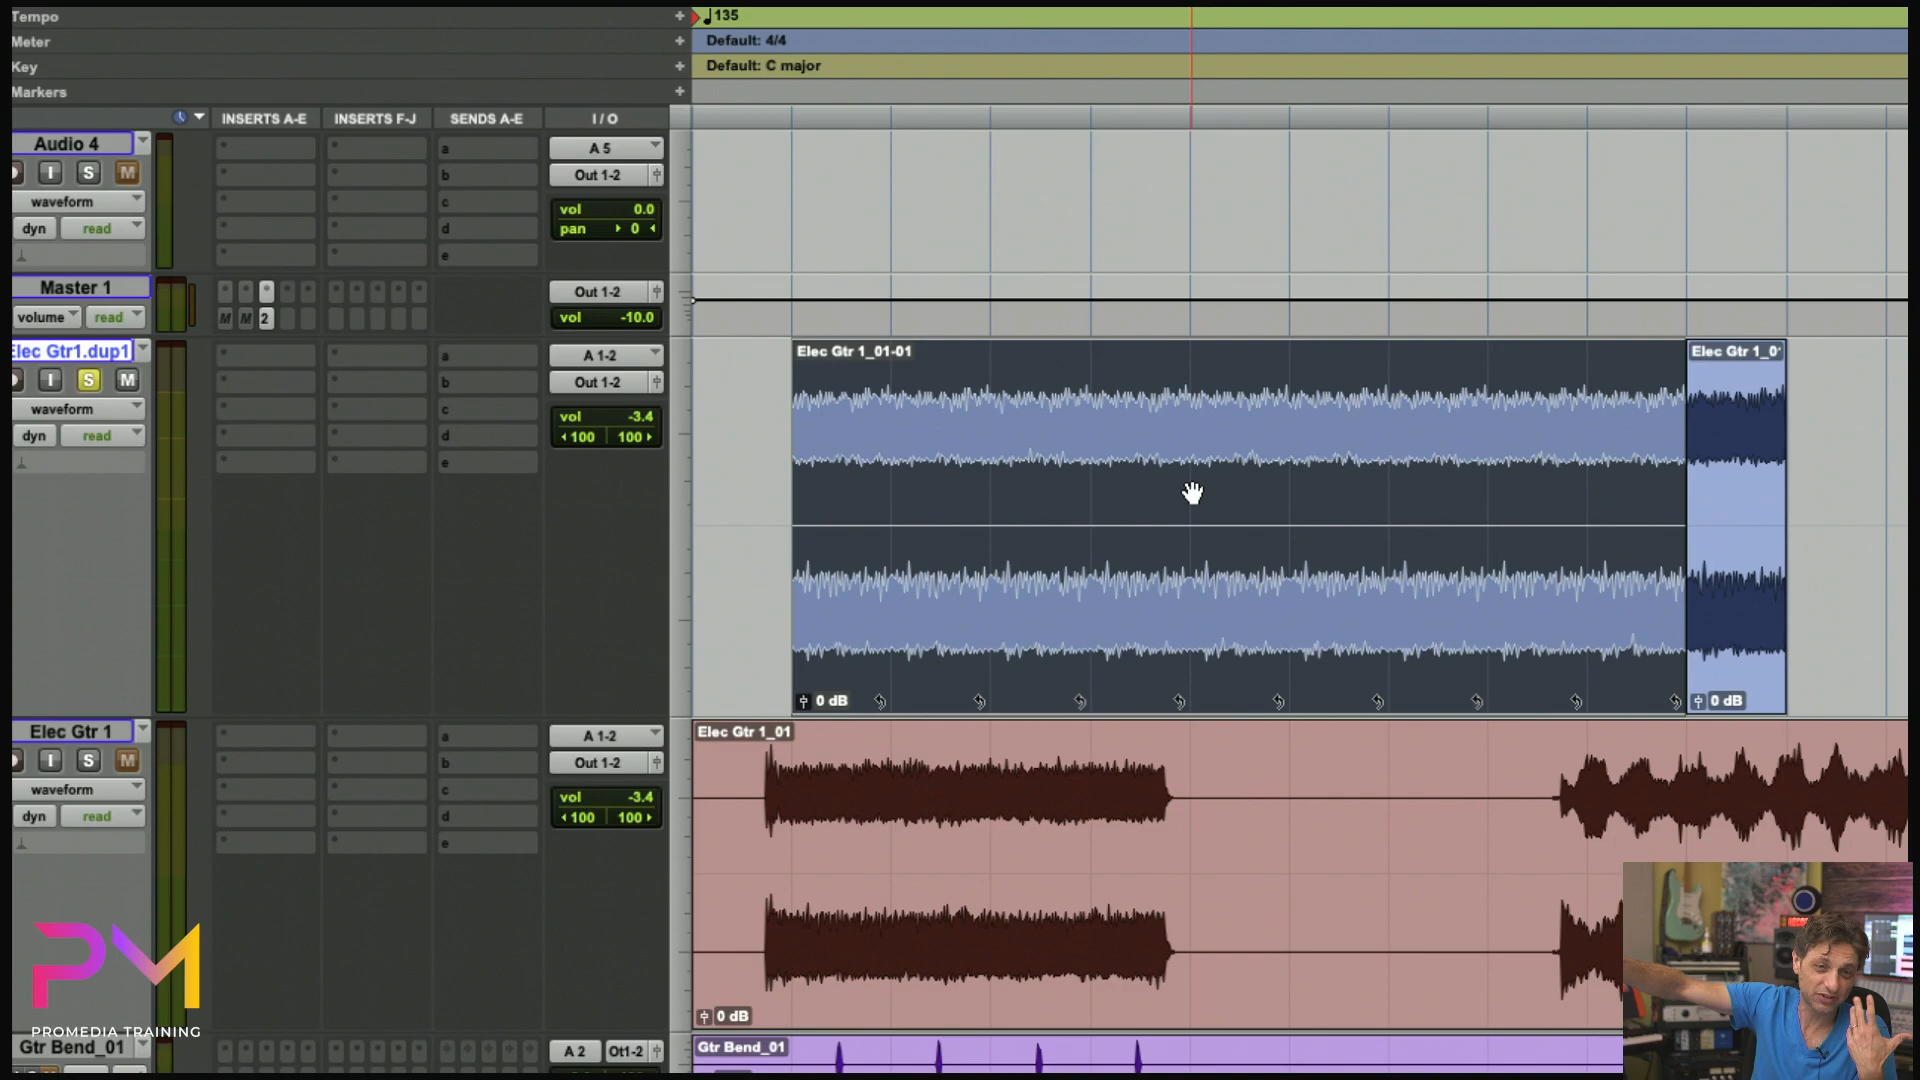 Tempo + 135
Meter + Default: 4/4
Key + Default: C major
Markers +
INSERTS A-E INSERTS F-J SENDS A-E I / O
Audio 4 a A 5
I S M b Out 1-2
waveform c vol 0.0
dyn read d pan 0
e
Master 1 Out 1-2
volume read M M 2 vol -10.0
Elec Gtr1.dup1 a A 1-2 Elec Gtr 1_01-01 Elec Gtr 1_0
I S M b Out 1-2
waveform c vol -3.4
dyn read d 100 100
e
0 dB 0 dB
Elec Gtr 1 a A 1-2 Elec Gtr 1_01
I S M b Out 1-2
waveform c vol -3.4
dyn read d 100 100
e
0 dB
PM
PROMEDIA TRAINING
Gtr Bend_01 A 2 Ot1-2 Gtr Bend_01